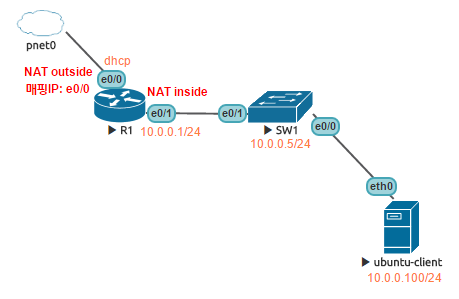 pnet0
dhcp
NAT outside
매핑IP: e0/0
e0/0
NAT inside
R1
e0/1
10.0.0.1/24
e0/1
SW1
10.0.0.5/24
e0/0
eth0
ubuntu-client
10.0.0.100/24